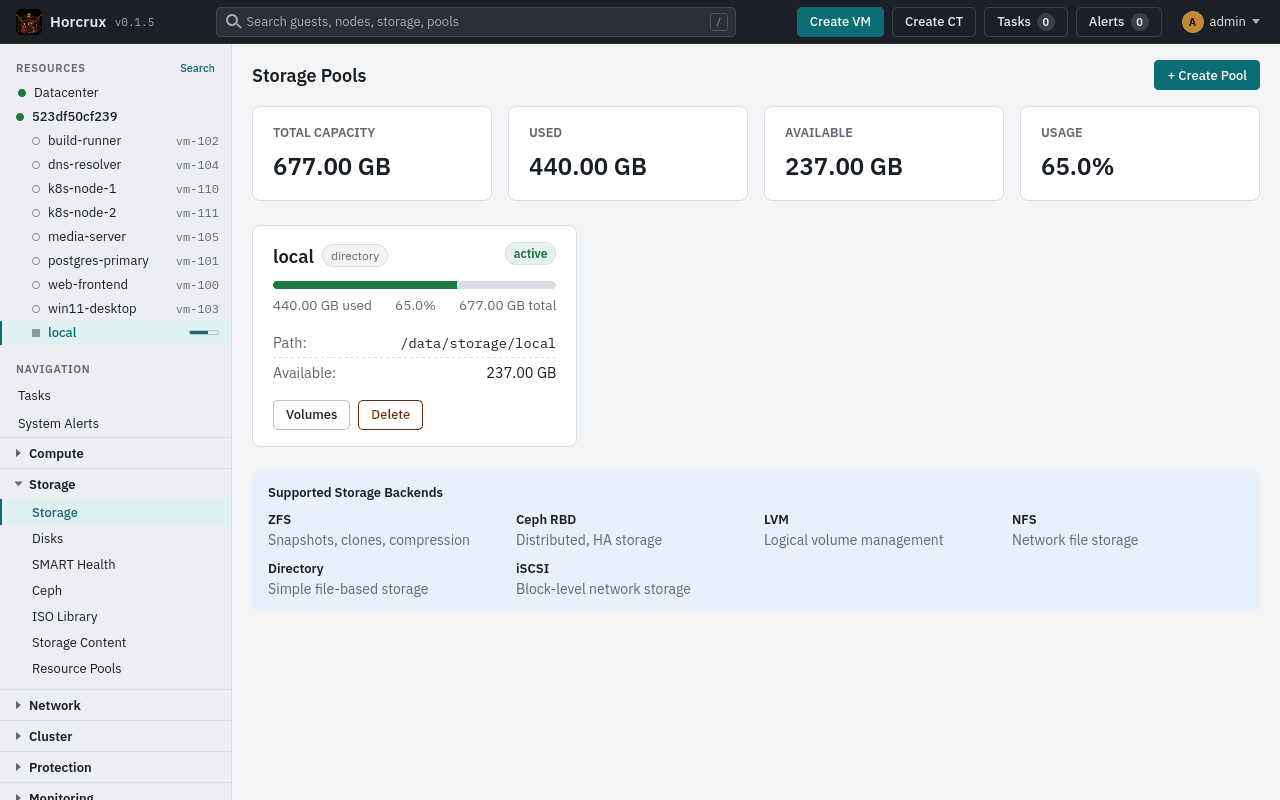 Horcrux v0.1.5
Search guests, nodes, storage, pools /
Create VM
Create CT
Tasks 0
Alerts 0
A admin
RESOURCES Search
Datacenter
523df50cf239
build-runner vm-102
dns-resolver vm-104
k8s-node-1 vm-110
k8s-node-2 vm-111
media-server vm-105
postgres-primary vm-101
web-frontend vm-100
win11-desktop vm-103
local
NAVIGATION
Tasks
System Alerts
Compute
Storage
Storage
Disks
SMART Health
Ceph
ISO Library
Storage Content
Resource Pools
Network
Cluster
Protection
Monitoring
Storage Pools
+ Create Pool
TOTAL CAPACITY
677.00 GB
USED
440.00 GB
AVAILABLE
237.00 GB
USAGE
65.0%
local directory active
440.00 GB used 65.0% 677.00 GB total
Path: /data/storage/local
Available: 237.00 GB
Volumes Delete
Supported Storage Backends
ZFS
Snapshots, clones, compression
Ceph RBD
Distributed, HA storage
LVM
Logical volume management
NFS
Network file storage
Directory
Simple file-based storage
iSCSI
Block-level network storage